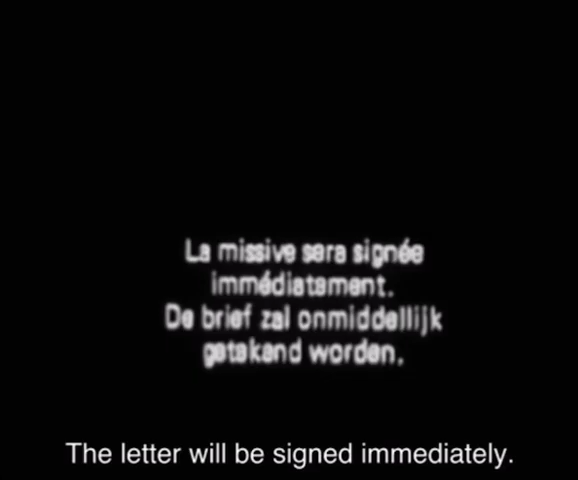 La missive sera signée
immédiatement.
De brief zal onmiddellijk
getekend worden.
The letter will be signed immediately.